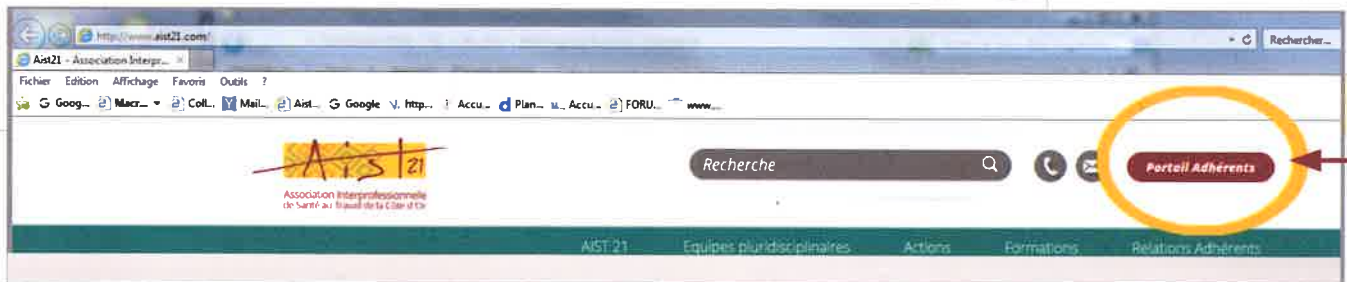 http://www.aist21.com/
Rechercher...
Aist21 - Association Interpr...
Fichier Edition Affichage Favoris Outils ?
G Goog... Macr... Coll... Mail... Aist... G Google http... Accu... Plan... Accu... FORU... www....
Aist 21
Association Interprofessionnelle
de Santé au Travail de la Côte d'Or
Recherche
Portail Adhérents
AIST 21 Equipes pluridisciplinaires Actions Formations Relations Adhérents